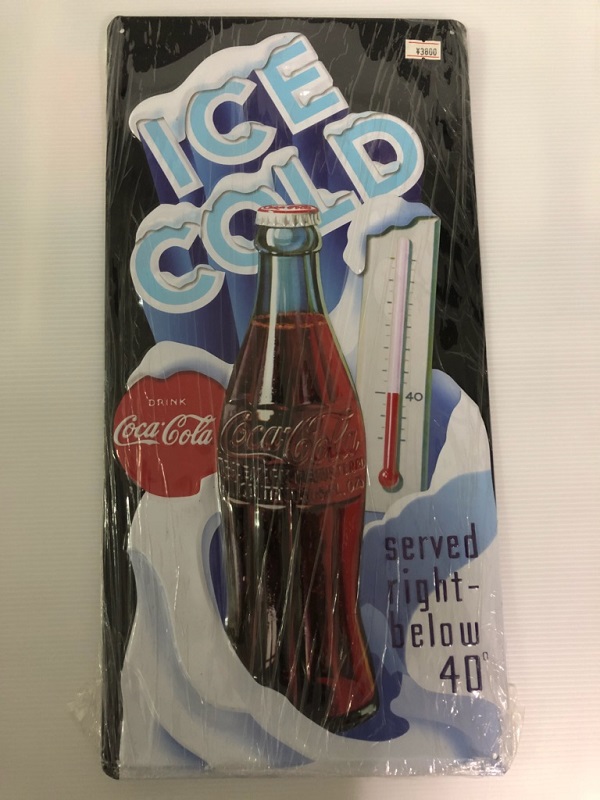 ¥3800
ICE
COLD
40
DRINK
Coca-Cola
Coca-Cola
served
right-
below
40°